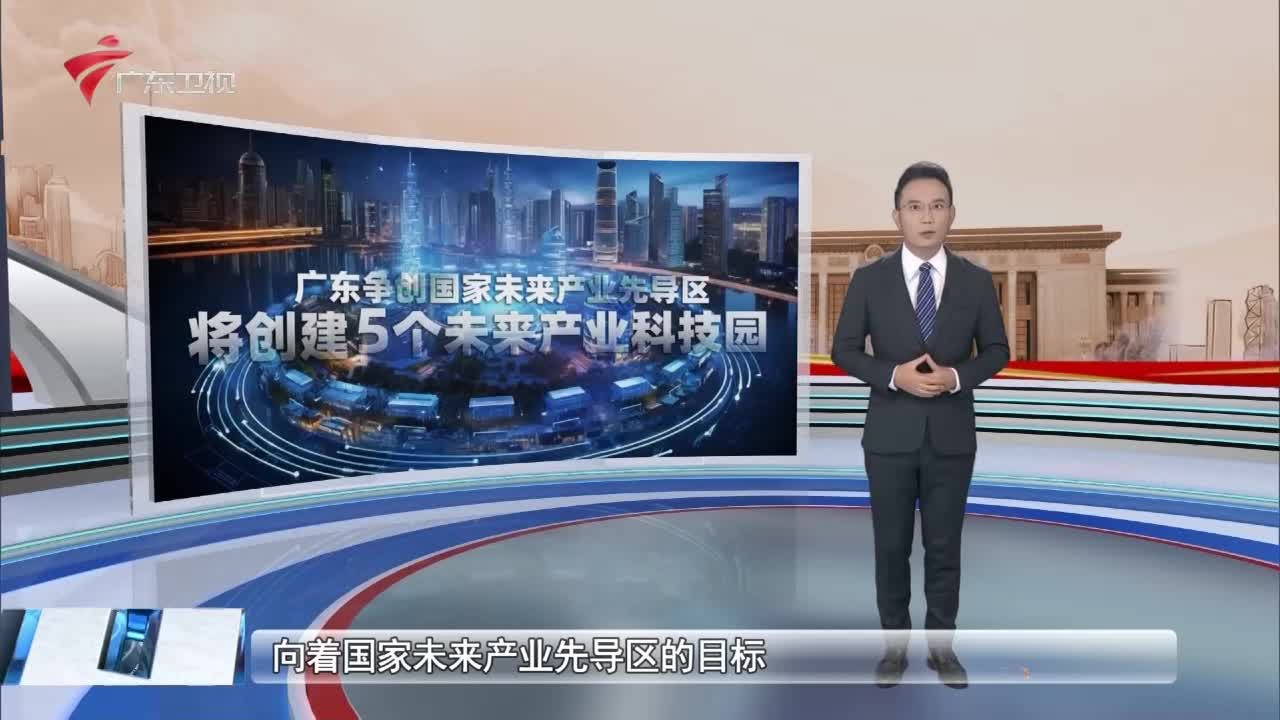 广东卫视
广东争创国家未来产业先导区
将创建5个未来产业科技园
向着国家未来产业先导区的目标